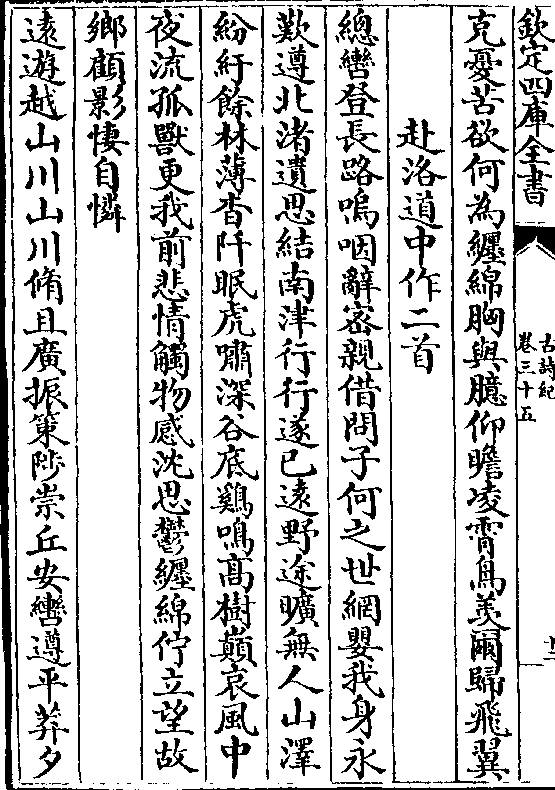 欽定四庫全書
古詩紀
卷三十五
克憂苦欲何為纒綿胸與臆仰瞻凌霄鳥羡爾歸飛翼
赴洛道中作二首
總轡登長路嗚咽辭密親借問子何之世網嬰我身永
歎遵北渚遺思結南津行行遂已逺野途曠無人山澤
紛紆餘林薄杳阡眠虎嘯深谷底鷄鳴髙樹巔哀風中
夜流孤獸更我前悲情觸物感沈思鬱纒綿佇立望故
鄉顧影悽自憐
逺遊越山川山川脩且廣振策陟崇丘安轡遵平莽夕